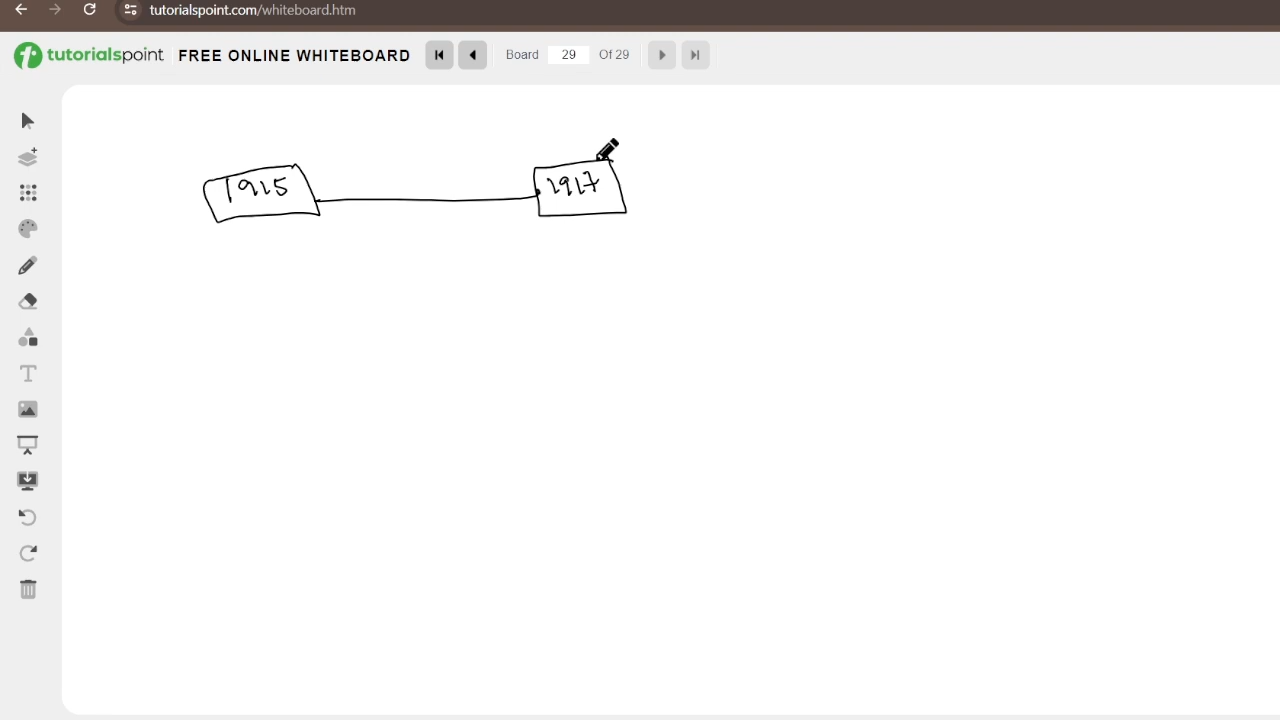 tutorialspoint.com/whiteboard.htm
tutorialspoint FREE ONLINE WHITEBOARD Board 29 Of 29
1915 1917